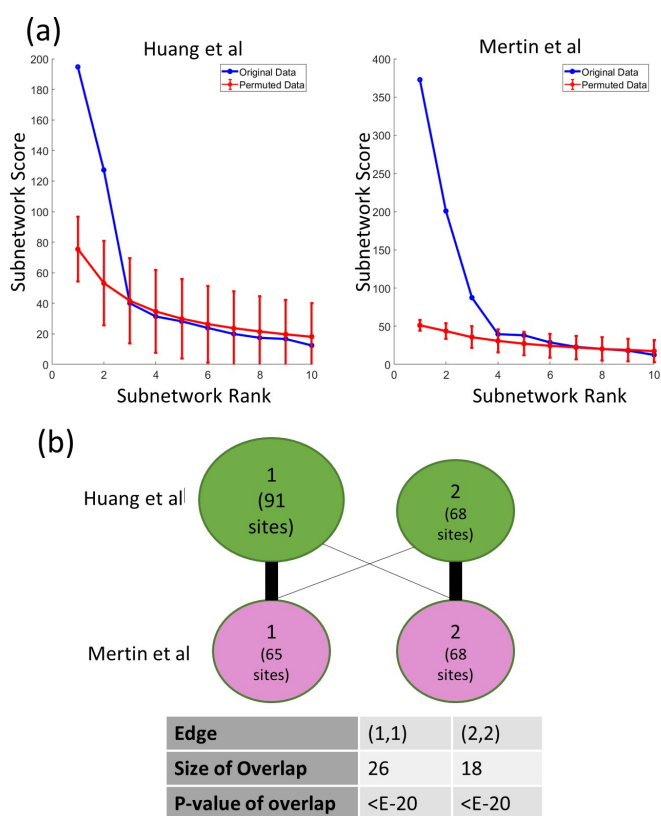 (a)
Huang et al
Mertin et al
Original Data
Permuted Data
Subnetwork Score
200
180
160
140
120
100
80
60
40
20
0
0 2 4 6 8 10
Subnetwork Rank
Original Data
Permuted Data
Subnetwork Score
400
350
300
250
200
150
100
50
0
0 2 4 6 8 10
Subnetwork Rank
(b)
Huang et al
1
(91
sites)
2
(68
sites)
Mertin et al
1
(65
sites)
2
(68
sites)
Edge (1,1) (2,2)
Size of Overlap 26 18
P-value of overlap <E-20 <E-20